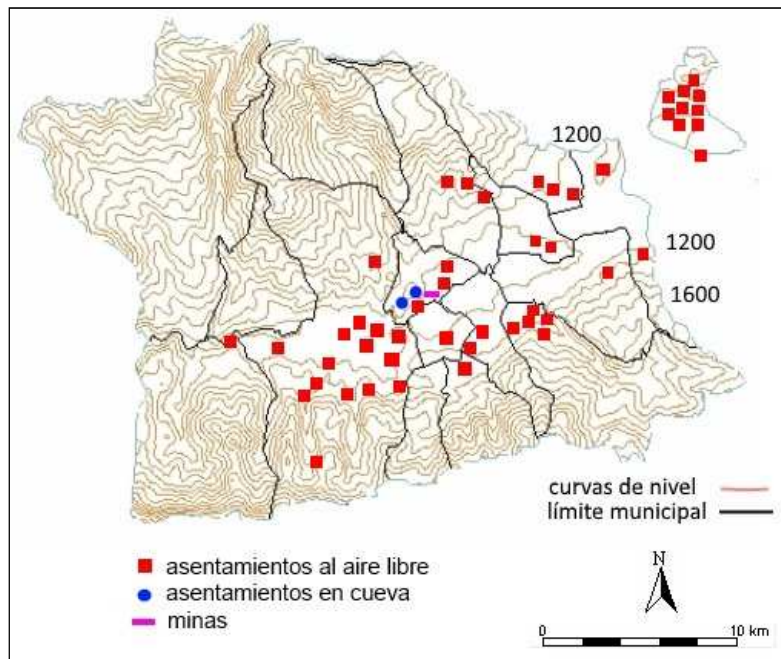 1200
1200
1600
curvas de nivel
límite municipal
asentamientos al aire libre
asentamientos en cueva
minas
N
0 10 km